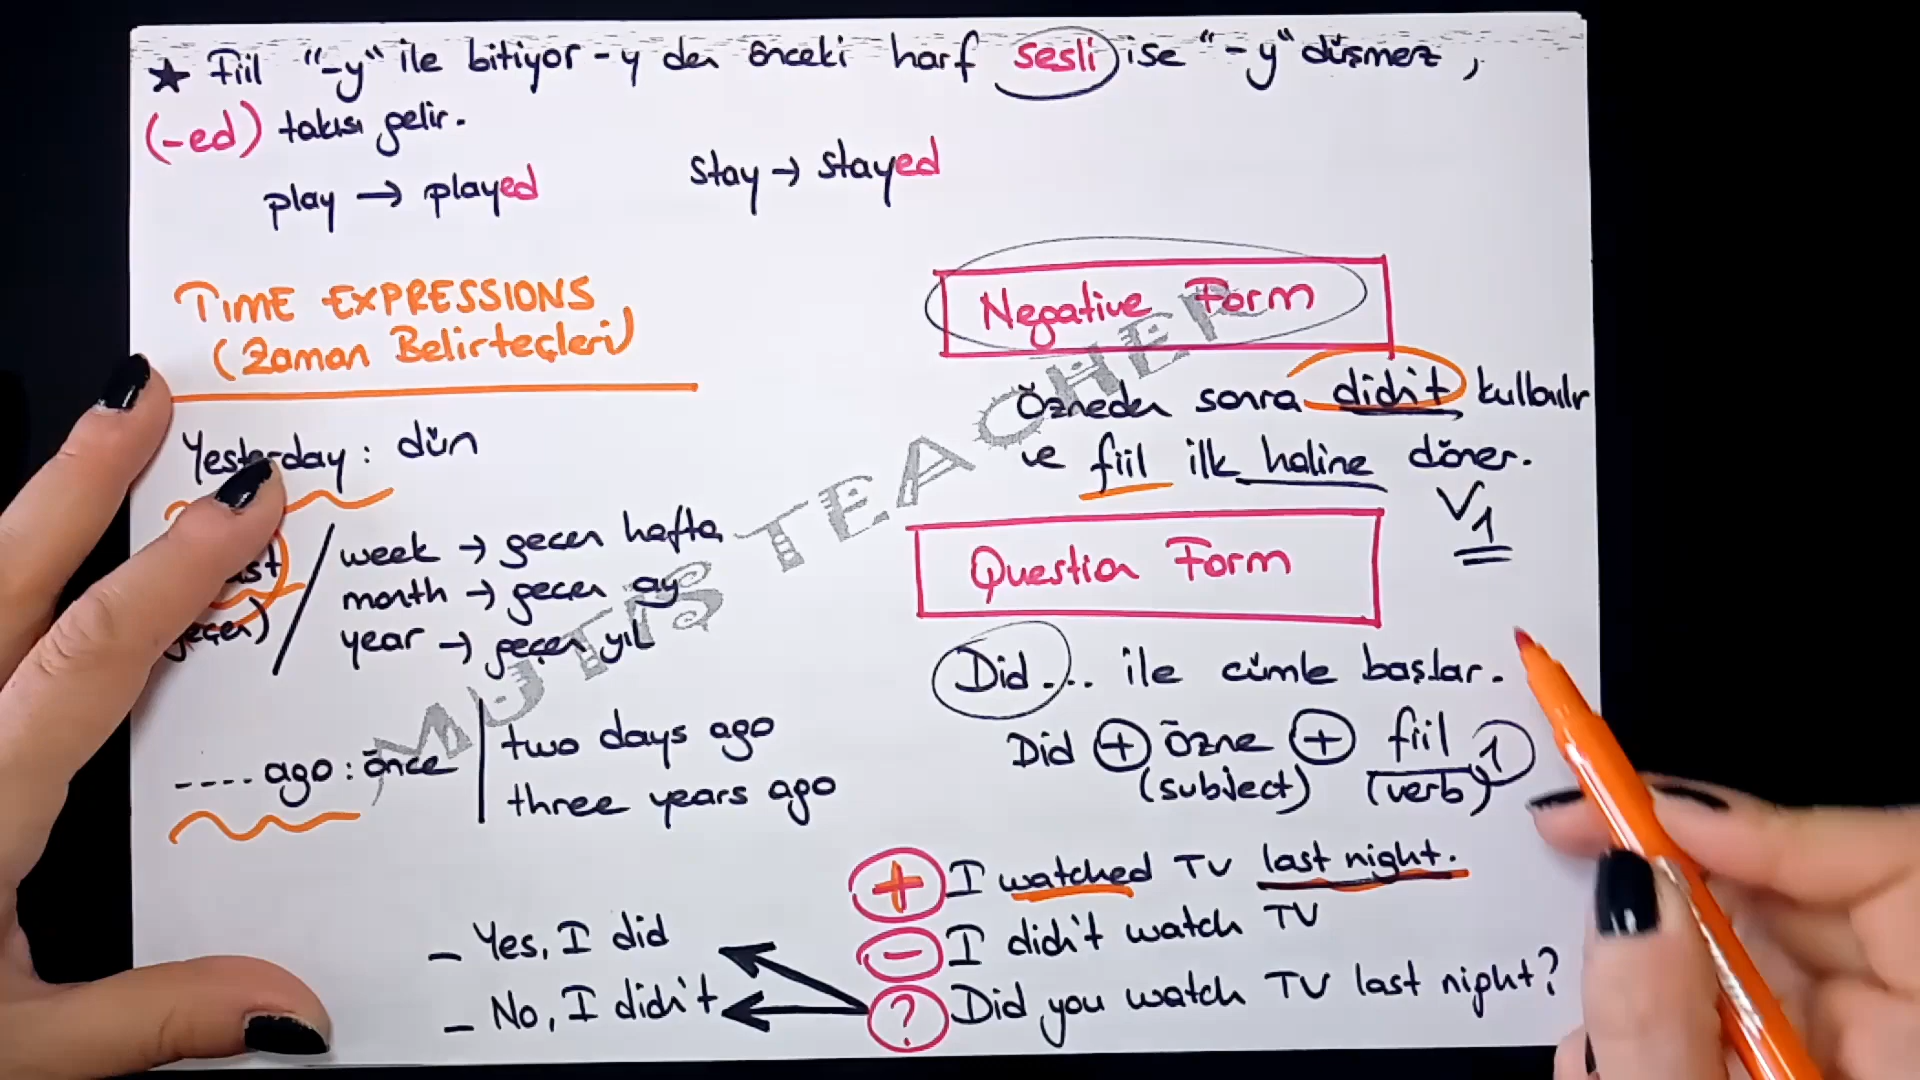 ★ Fiil "-y" ile bitiyor -y den önceki harf sesli ise "-y" düşmez,
(-ed) takısı gelir.
play → played
stay → stayed
TIME EXPRESSIONS
(Zaman Belirteçleri)
Yesterday : dün
week → geçen hafta
month → geçen ay
year → geçen yıl
---- ago : önce
two days ago
three years ago
Negative Form
Özneden sonra didn't kullanılır
ve fiil ilk haline döner.
V1
Question Form
Did... ile cümle başlar.
Did + özne + fiil 1
(subject) (verb)
+ I watched TV last night.
- I didn't watch TV
? Did you watch TV last night?
- Yes, I did
- No, I didn't
TEACHER